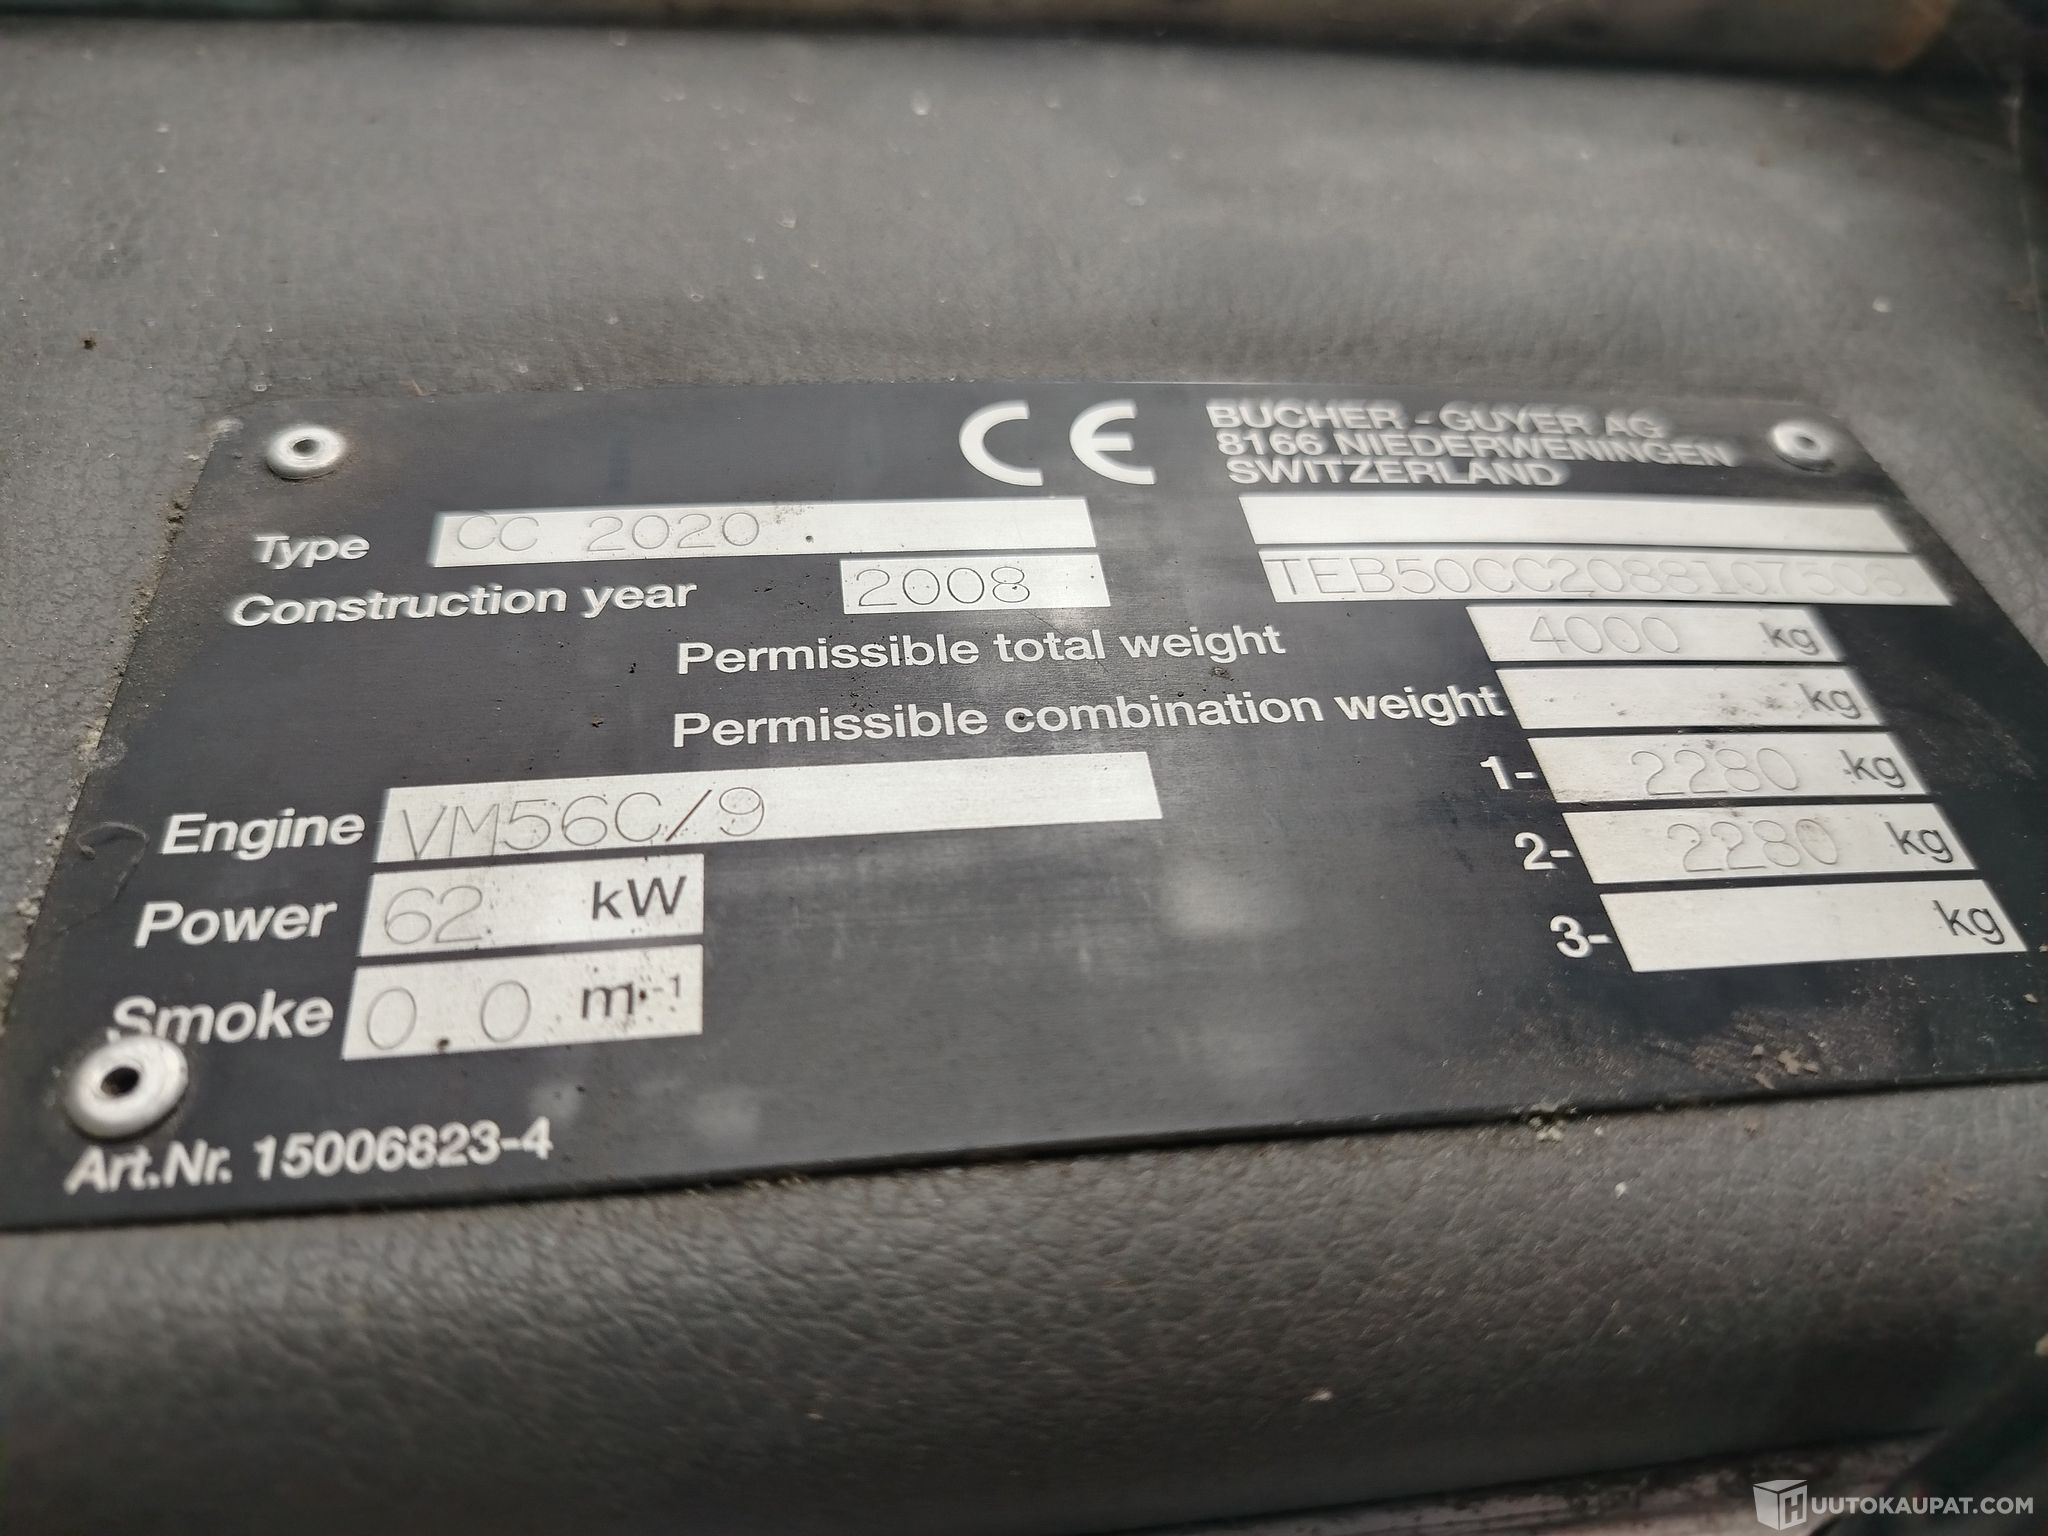 CE
BUCHER - GUYER AG
8166 NIEDERWENINGEN
SWITZERLAND
Type CC 2020
Construction year 2008
TEB50CC2088107506
Permissible total weight 4000 kg
Permissible combination weight kg
1- 2280 kg
2- 2280 kg
3- kg
Engine VM56C/9
Power 62 kW
Smoke 0.0 m-1
Art.Nr. 15006823-4
HUUTOKAUPAT.COM